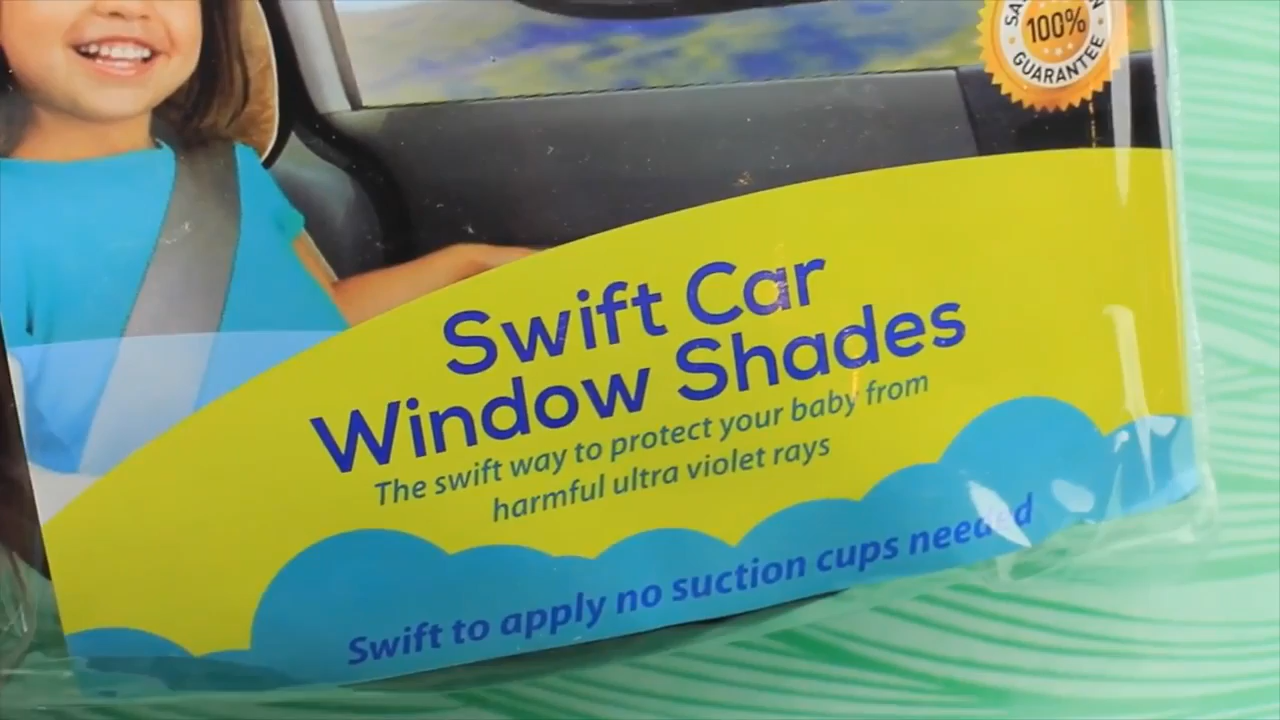 100%
GUARANTEE
Swift Car
Window Shades
The swift way to protect your baby from
harmful ultra violet rays
Swift to apply no suction cups needed